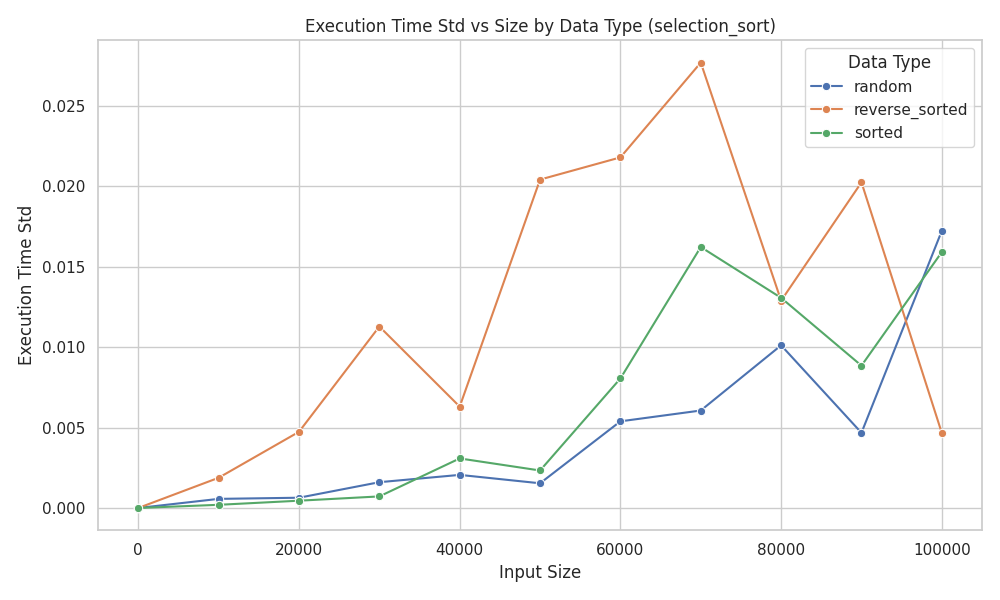 Execution Time Std vs Size by Data Type (selection_sort)
Data Type
random
reverse_sorted
sorted
Execution Time Std
0.025
0.020
0.015
0.010
0.005
0.000
0
20000
40000
60000
80000
100000
Input Size